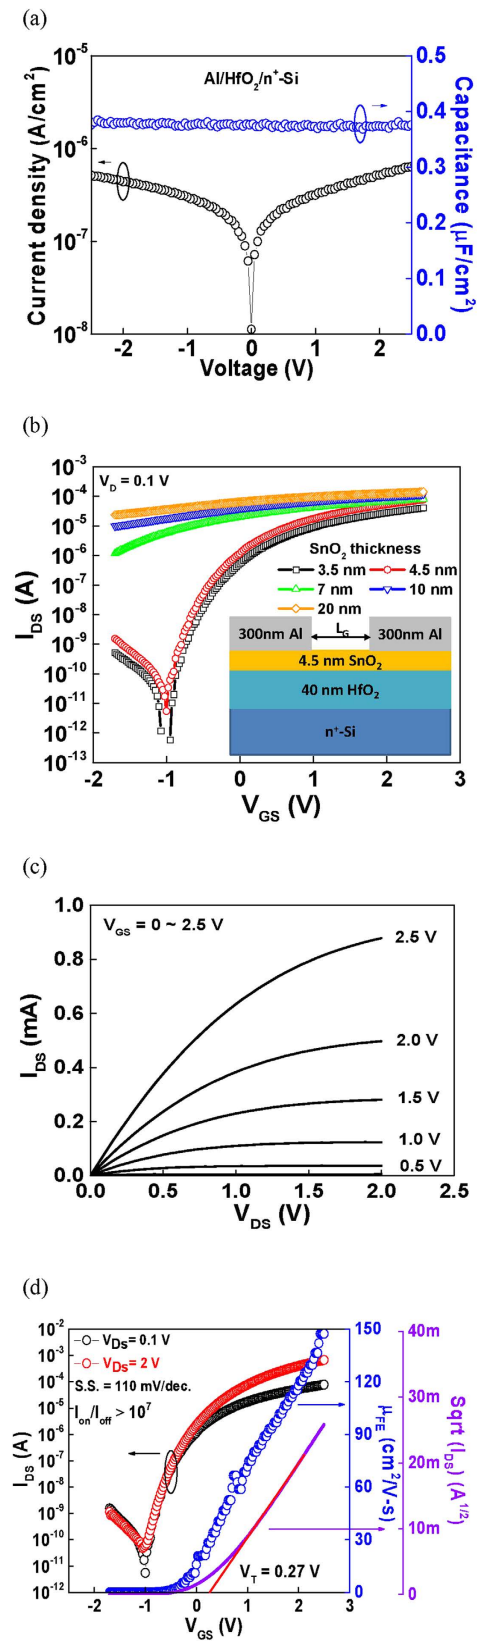 (a)
Al/HfO₂/n⁺-Si
Current density (A/cm²)
10⁻⁵
10⁻⁶
10⁻⁷
10⁻⁸
Capacitance (μF/cm²)
0.5
0.4
0.3
0.2
0.1
0.0
-2 -1 0 1 2
Voltage (V)
(b)
V_D = 0.1 V
I_DS (A)
10⁻³
10⁻⁴
10⁻⁵
10⁻⁶
10⁻⁷
10⁻⁸
10⁻⁹
10⁻¹⁰
10⁻¹¹
10⁻¹²
10⁻¹³
SnO₂ thickness
3.5 nm 4.5 nm
7 nm 10 nm
20 nm
300nm Al L_G 300nm Al
4.5 nm SnO₂
40 nm HfO₂
n⁺-Si
-2 -1 0 1 2 3
V_GS (V)
(c)
V_GS = 0 ~ 2.5 V
I_DS (mA)
1.0
0.8
0.6
0.4
0.2
0.0
2.5 V
2.0 V
1.5 V
1.0 V
0.5 V
0.0 0.5 1.0 1.5 2.0 2.5
V_DS (V)
(d)
V_Ds= 0.1 V
V_Ds= 2 V
S.S. = 110 mV/dec.
I_on/I_off > 10⁷
I_DS (A)
10⁻²
10⁻³
10⁻⁴
10⁻⁵
10⁻⁶
10⁻⁷
10⁻⁸
10⁻⁹
10⁻¹⁰
10⁻¹¹
10⁻¹²
V_T = 0.27 V
μ_FE (cm²/V-s)
150
120
90
60
30
0
Sqrt (I_DS) (A^1/2)
40m
30m
20m
10m
0
-2 -1 0 1 2 3
V_GS (V)